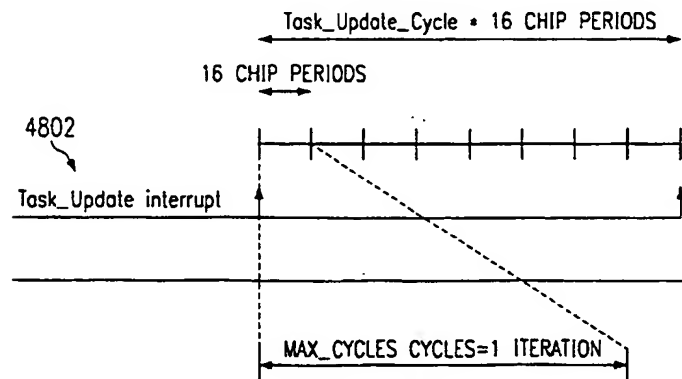 Task_Update_Cycle * 16 CHIP PERIODS
16 CHIP PERIODS
4802
Task_Update interrupt
MAX_CYCLES CYCLES=1 ITERATION